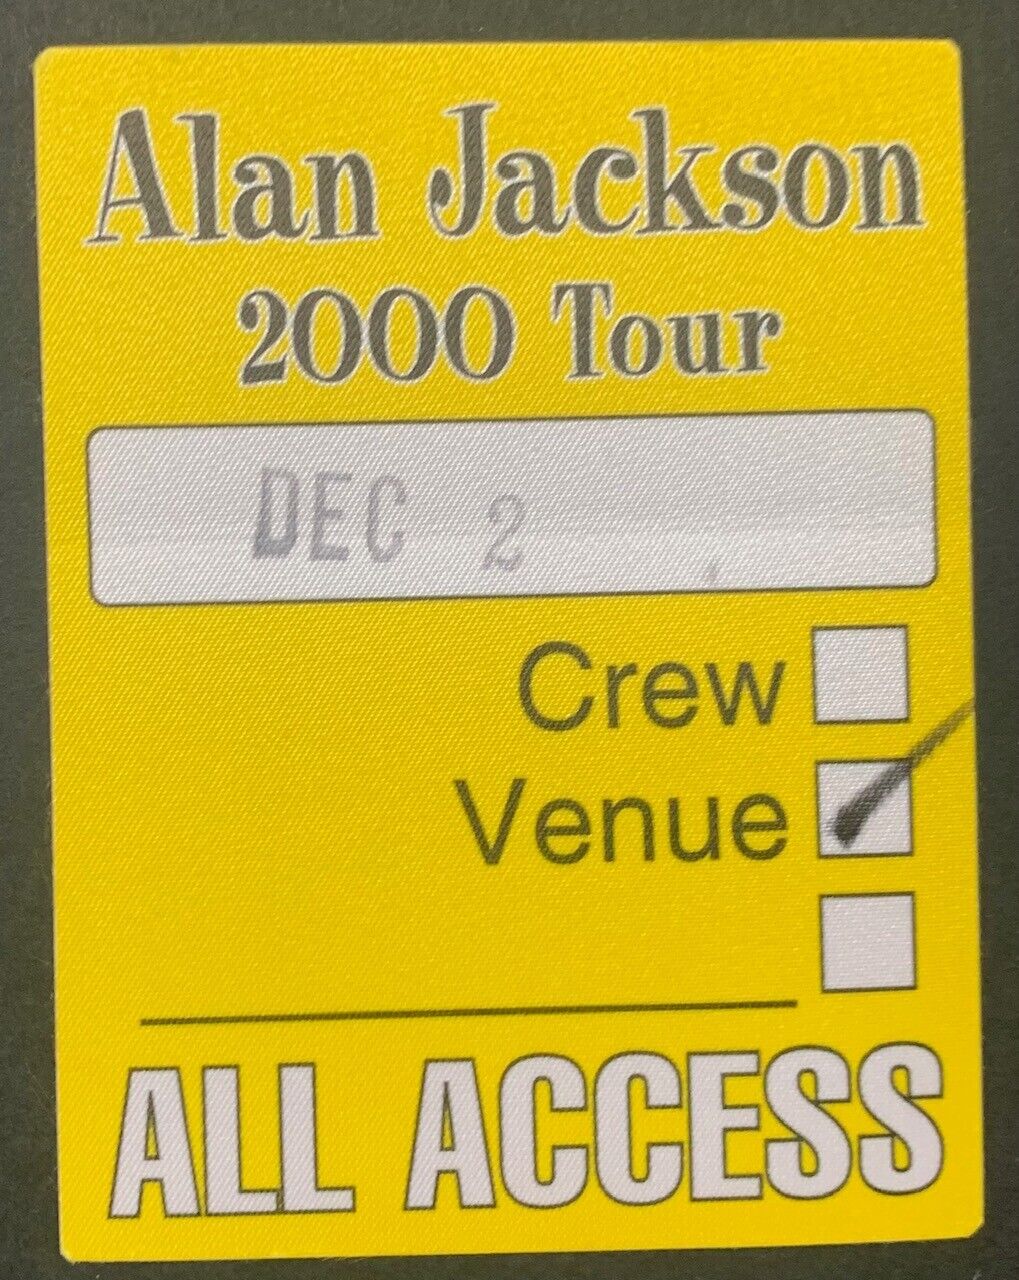 Alan Jackson
2000 Tour
DEC 2
Crew
Venue
ALL ACCESS